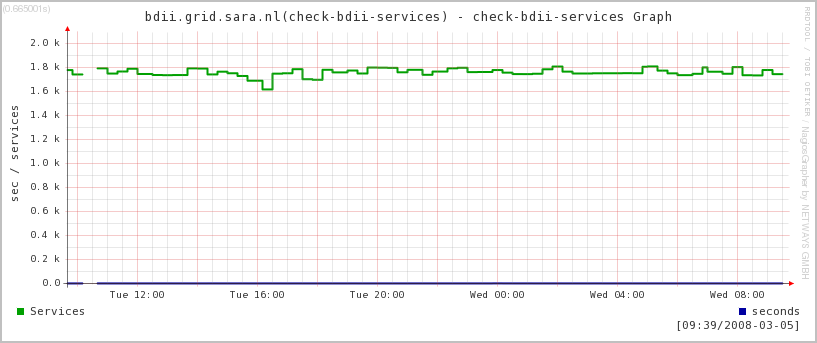 (0.865001s)
bdii.grid.sara.nl(check-bdii-services) - check-bdii-services Graph
RRDTOOL / TOBI OETIKER / NagiosGrapher by NETWAYS GMBH
sec / services
2.0 k
1.8 k
1.6 k
1.4 k
1.2 k
1.0 k
0.8 k
0.6 k
0.4 k
0.2 k
0.0
Tue 12:00 Tue 16:00 Tue 20:00 Wed 00:00 Wed 04:00 Wed 08:00
Services seconds
[09:39/2008-03-05]